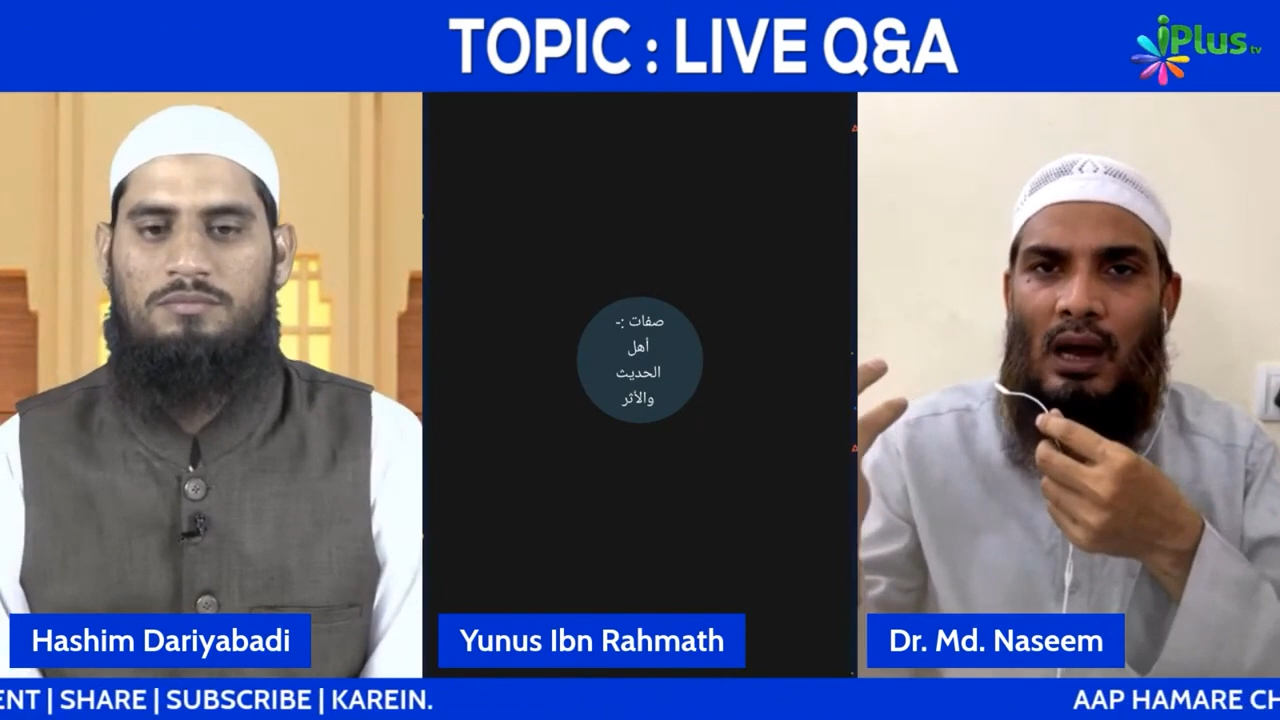 TOPIC : LIVE Q&A
iPlus tv
صفات :-
أهل
الحديث
والأثر
Hashim Dariyabadi
Yunus Ibn Rahmath
Dr. Md. Naseem
ENT | SHARE | SUBSCRIBE | KAREIN.
AAP HAMARE CH